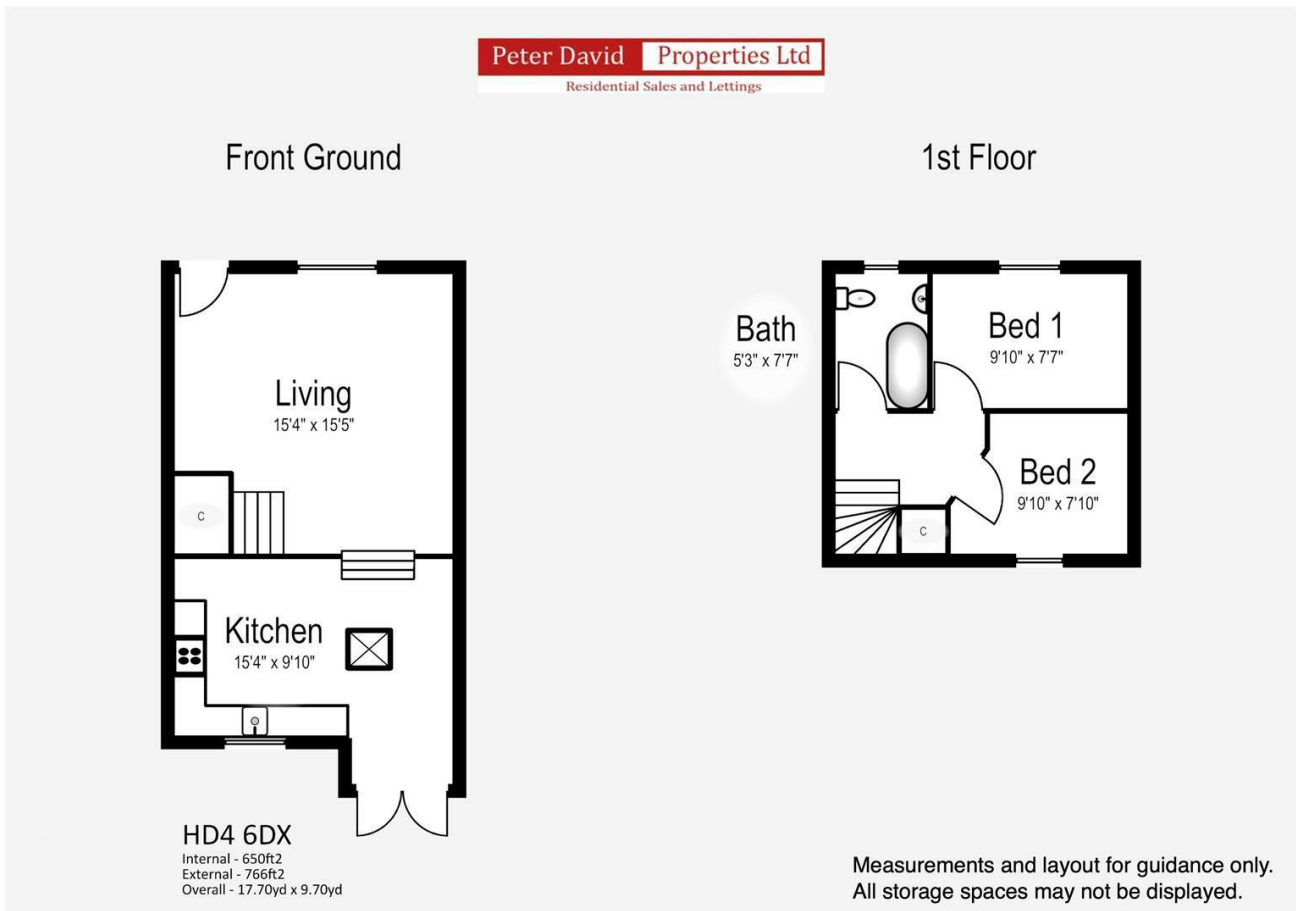 Peter David Properties Ltd
Residential Sales and Lettings
Front Ground
1st Floor
Living
15'4" x 15'5"
C
Kitchen
15'4" x 9'10"
Bath
5'3" x 7'7"
Bed 1
9'10" x 7'7"
Bed 2
9'10" x 7'10"
C
HD4 6DX
Internal - 650ft2
External - 766ft2
Overall - 17.70yd x 9.70yd
Measurements and layout for guidance only.
All storage spaces may not be displayed.